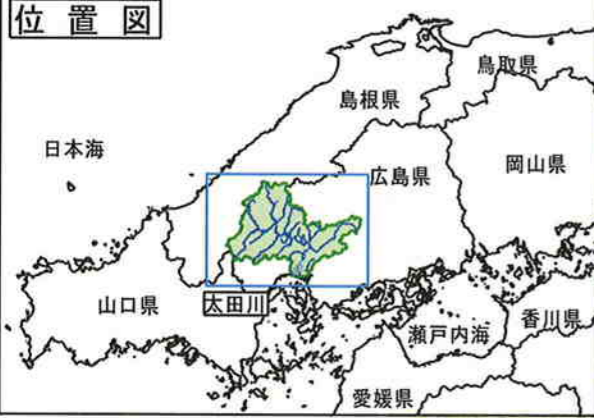 位置図
鳥取県
島根県
日本海
岡山県
広島県
山口県
太田川
香川県
瀬戸内海
愛媛県